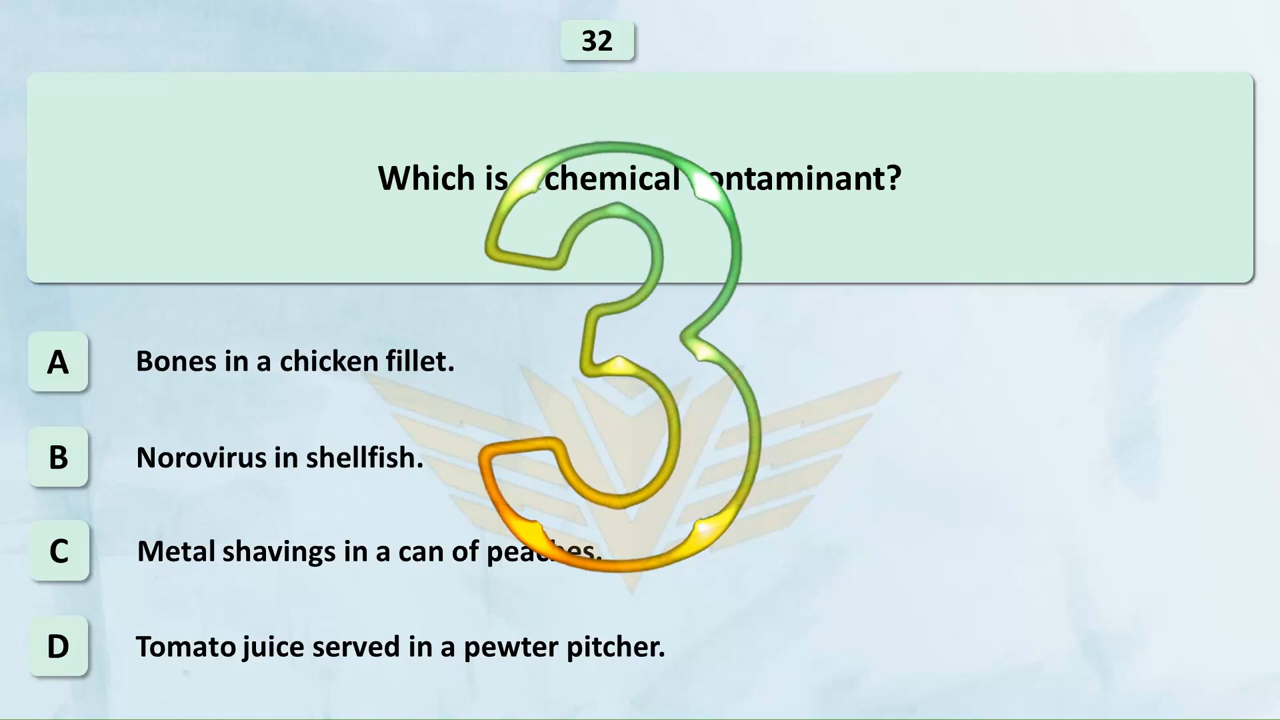 32
Which is a chemical contaminant?
3
A Bones in a chicken fillet.
B Norovirus in shellfish.
C Metal shavings in a can of peaches.
D Tomato juice served in a pewter pitcher.